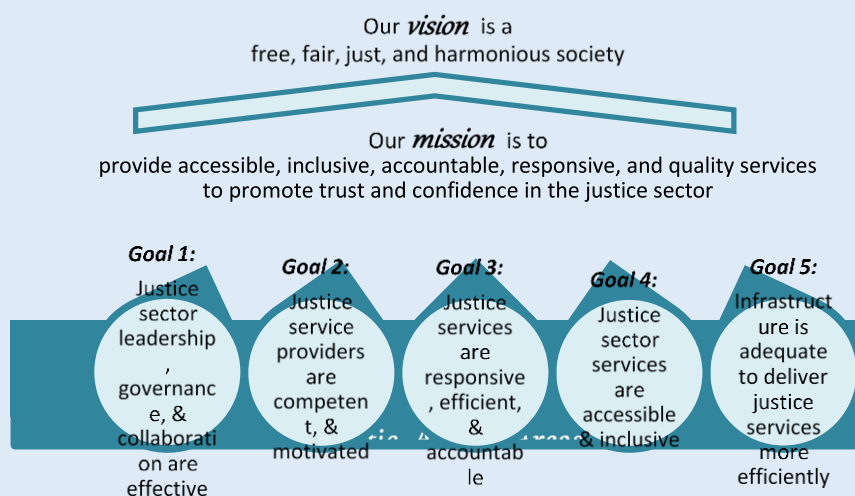 Our vision is a
free, fair, just, and harmonious society
Our mission is to
provide accessible, inclusive, accountable, responsive, and quality services
to promote trust and confidence in the justice sector
Goal 1:
Justice
sector
leadership
,
governanc
e, &
collaborati
on are
effective
Goal 2:
Justice
service
providers
are
competen
t, &
motivated
Goal 3:
Justice
services
are
responsive
, efficient,
&
accountab
le
Goal 4:
Justice
sector
services
are
accessible
& inclusive
Goal 5:
Infrastruct
ure is
adequate
to deliver
justice
services
more
efficiently